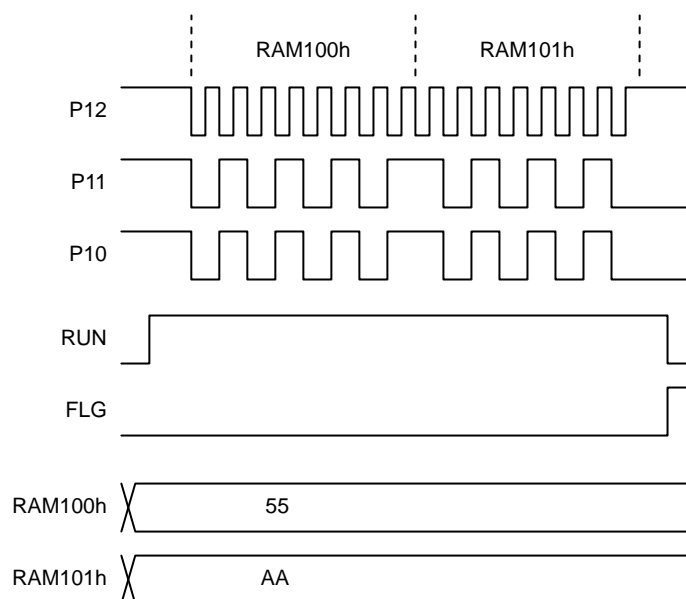 RAM100h RAM101h
P12
P11
P10
RUN
FLG
RAM100h 55
RAM101h AA